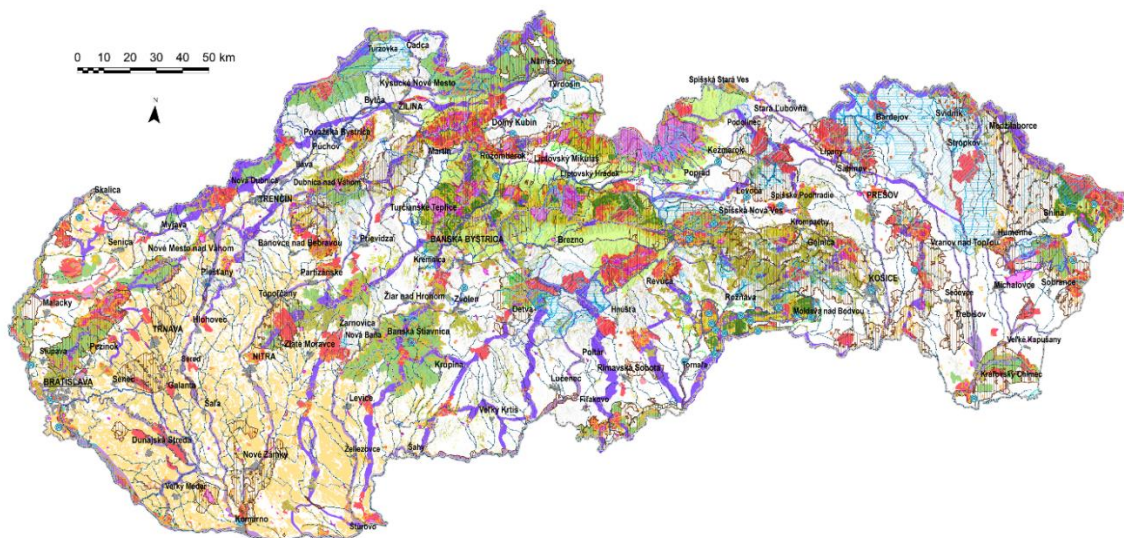 0 10 20 30 40 50 km
N
Turzovka
Čadca
Kysucké Nové Mesto
Námestovo
Tvrdošín
Bytča
ŽILINA
Dolný Kubín
Považská Bystrica
Púchov
Martin
Ružomberok
Liptovský Mikuláš
Liptovský Hrádok
Ilava
Dubnica nad Váhom
Nová Dubnica
TRENČÍN
Turčianske Teplice
Prievidza
BANSKÁ BYSTRICA
Brezno
Spišská Stará Ves
Stará Ľubovňa
Podolínec
Kežmarok
Poprad
Levoča
Spišské Podhradie
Spišská Nová Ves
Krompachy
Gelnica
Lipany
Sabinov
PREŠOV
Bardejov
Svidník
Stropkov
Medzilaborce
Snina
Humenné
Vranov nad Topľou
Michalovce
Sobrance
Sečovce
Trebišov
Veľké Kapušany
Kráľovský Chlmec
KOŠICE
Moldava nad Bodvou
Rožňava
Revúca
Hnúšťa
Tornaľa
Rimavská Sobota
Poltár
Lučenec
Fiľakovo
Veľký Krtíš
Detva
Zvolen
Kremnica
Žiar nad Hronom
Žarnovica
Nová Baňa
Banská Štiavnica
Krupina
Levice
Šahy
Želiezovce
Štúrovo
Skalica
Senica
Myjava
Nové Mesto nad Váhom
Bánovce nad Bebravou
Partizánske
Topoľčany
Piešťany
Hlohovec
Zlaté Moravce
NITRA
Malacky
Stupava
Pezinok
TRNAVA
Sereď
BRATISLAVA
Senec
Galanta
Šaľa
Dunajská Streda
Nové Zámky
Veľký Meder
Komárno